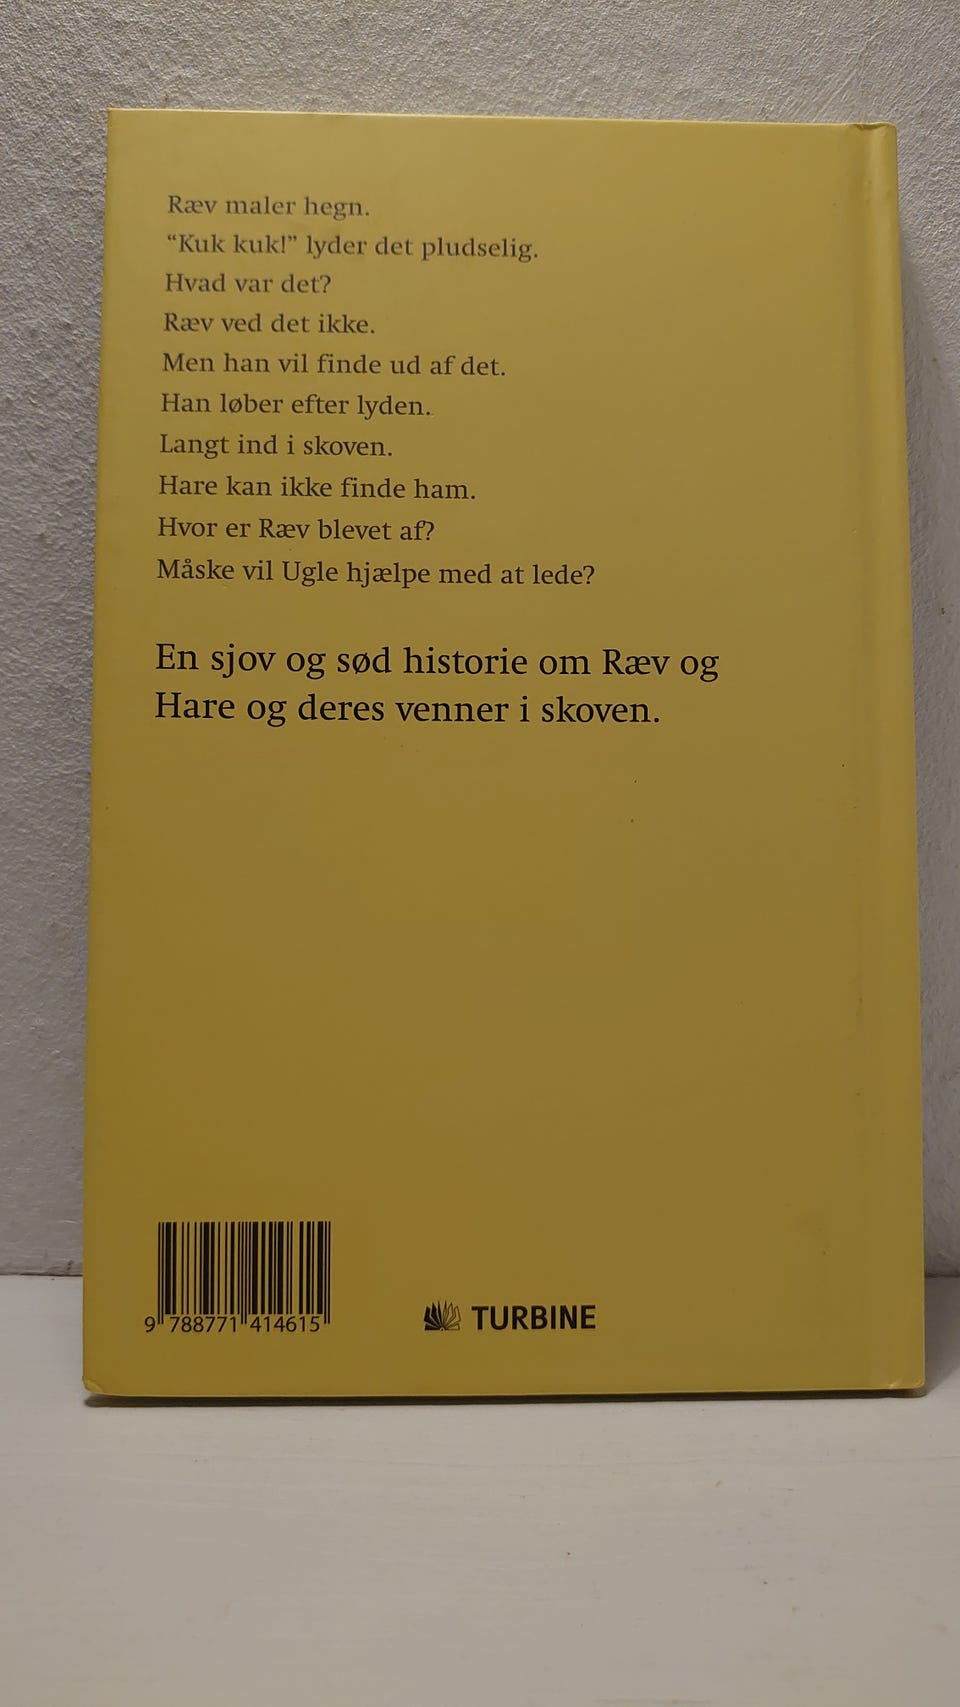 Ræv maler hegn.
“Kuk kuk!” lyder det pludselig.
Hvad var det?
Ræv ved det ikke.
Men han vil finde ud af det.
Han løber efter lyden.
Langt ind i skoven.
Hare kan ikke finde ham.
Hvor er Ræv blevet af?
Måske vil Ugle hjælpe med at lede?
En sjov og sød historie om Ræv og
Hare og deres venner i skoven.
9 788771 414615
TURBINE